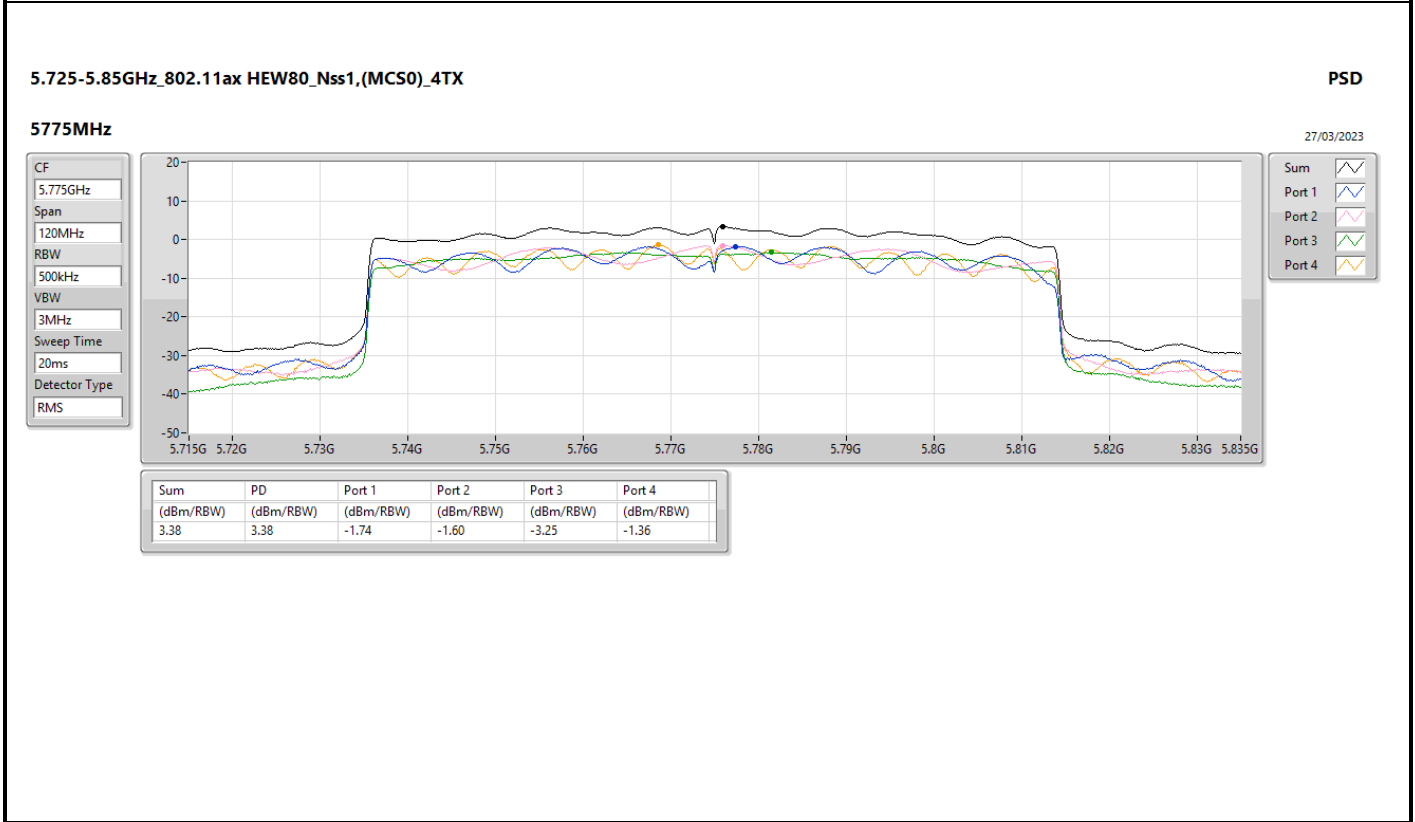 5.725-5.85GHz_802.11ax HEW80_Nss1,(MCS0)_4TX PSD
5775MHz 27/03/2023
CF
5.775GHz
Span
120MHz
RBW
500kHz
VBW
3MHz
Sweep Time
20ms
Detector Type
RMS
20
10
0
-10
-20
-30
-40
-50
5.715G 5.72G 5.73G 5.74G 5.75G 5.76G 5.77G 5.78G 5.79G 5.8G 5.81G 5.82G 5.83G 5.835G
Sum
Port 1
Port 2
Port 3
Port 4
Sum PD Port 1 Port 2 Port 3 Port 4
(dBm/RBW) (dBm/RBW) (dBm/RBW) (dBm/RBW) (dBm/RBW) (dBm/RBW)
3.38 3.38 -1.74 -1.60 -3.25 -1.36